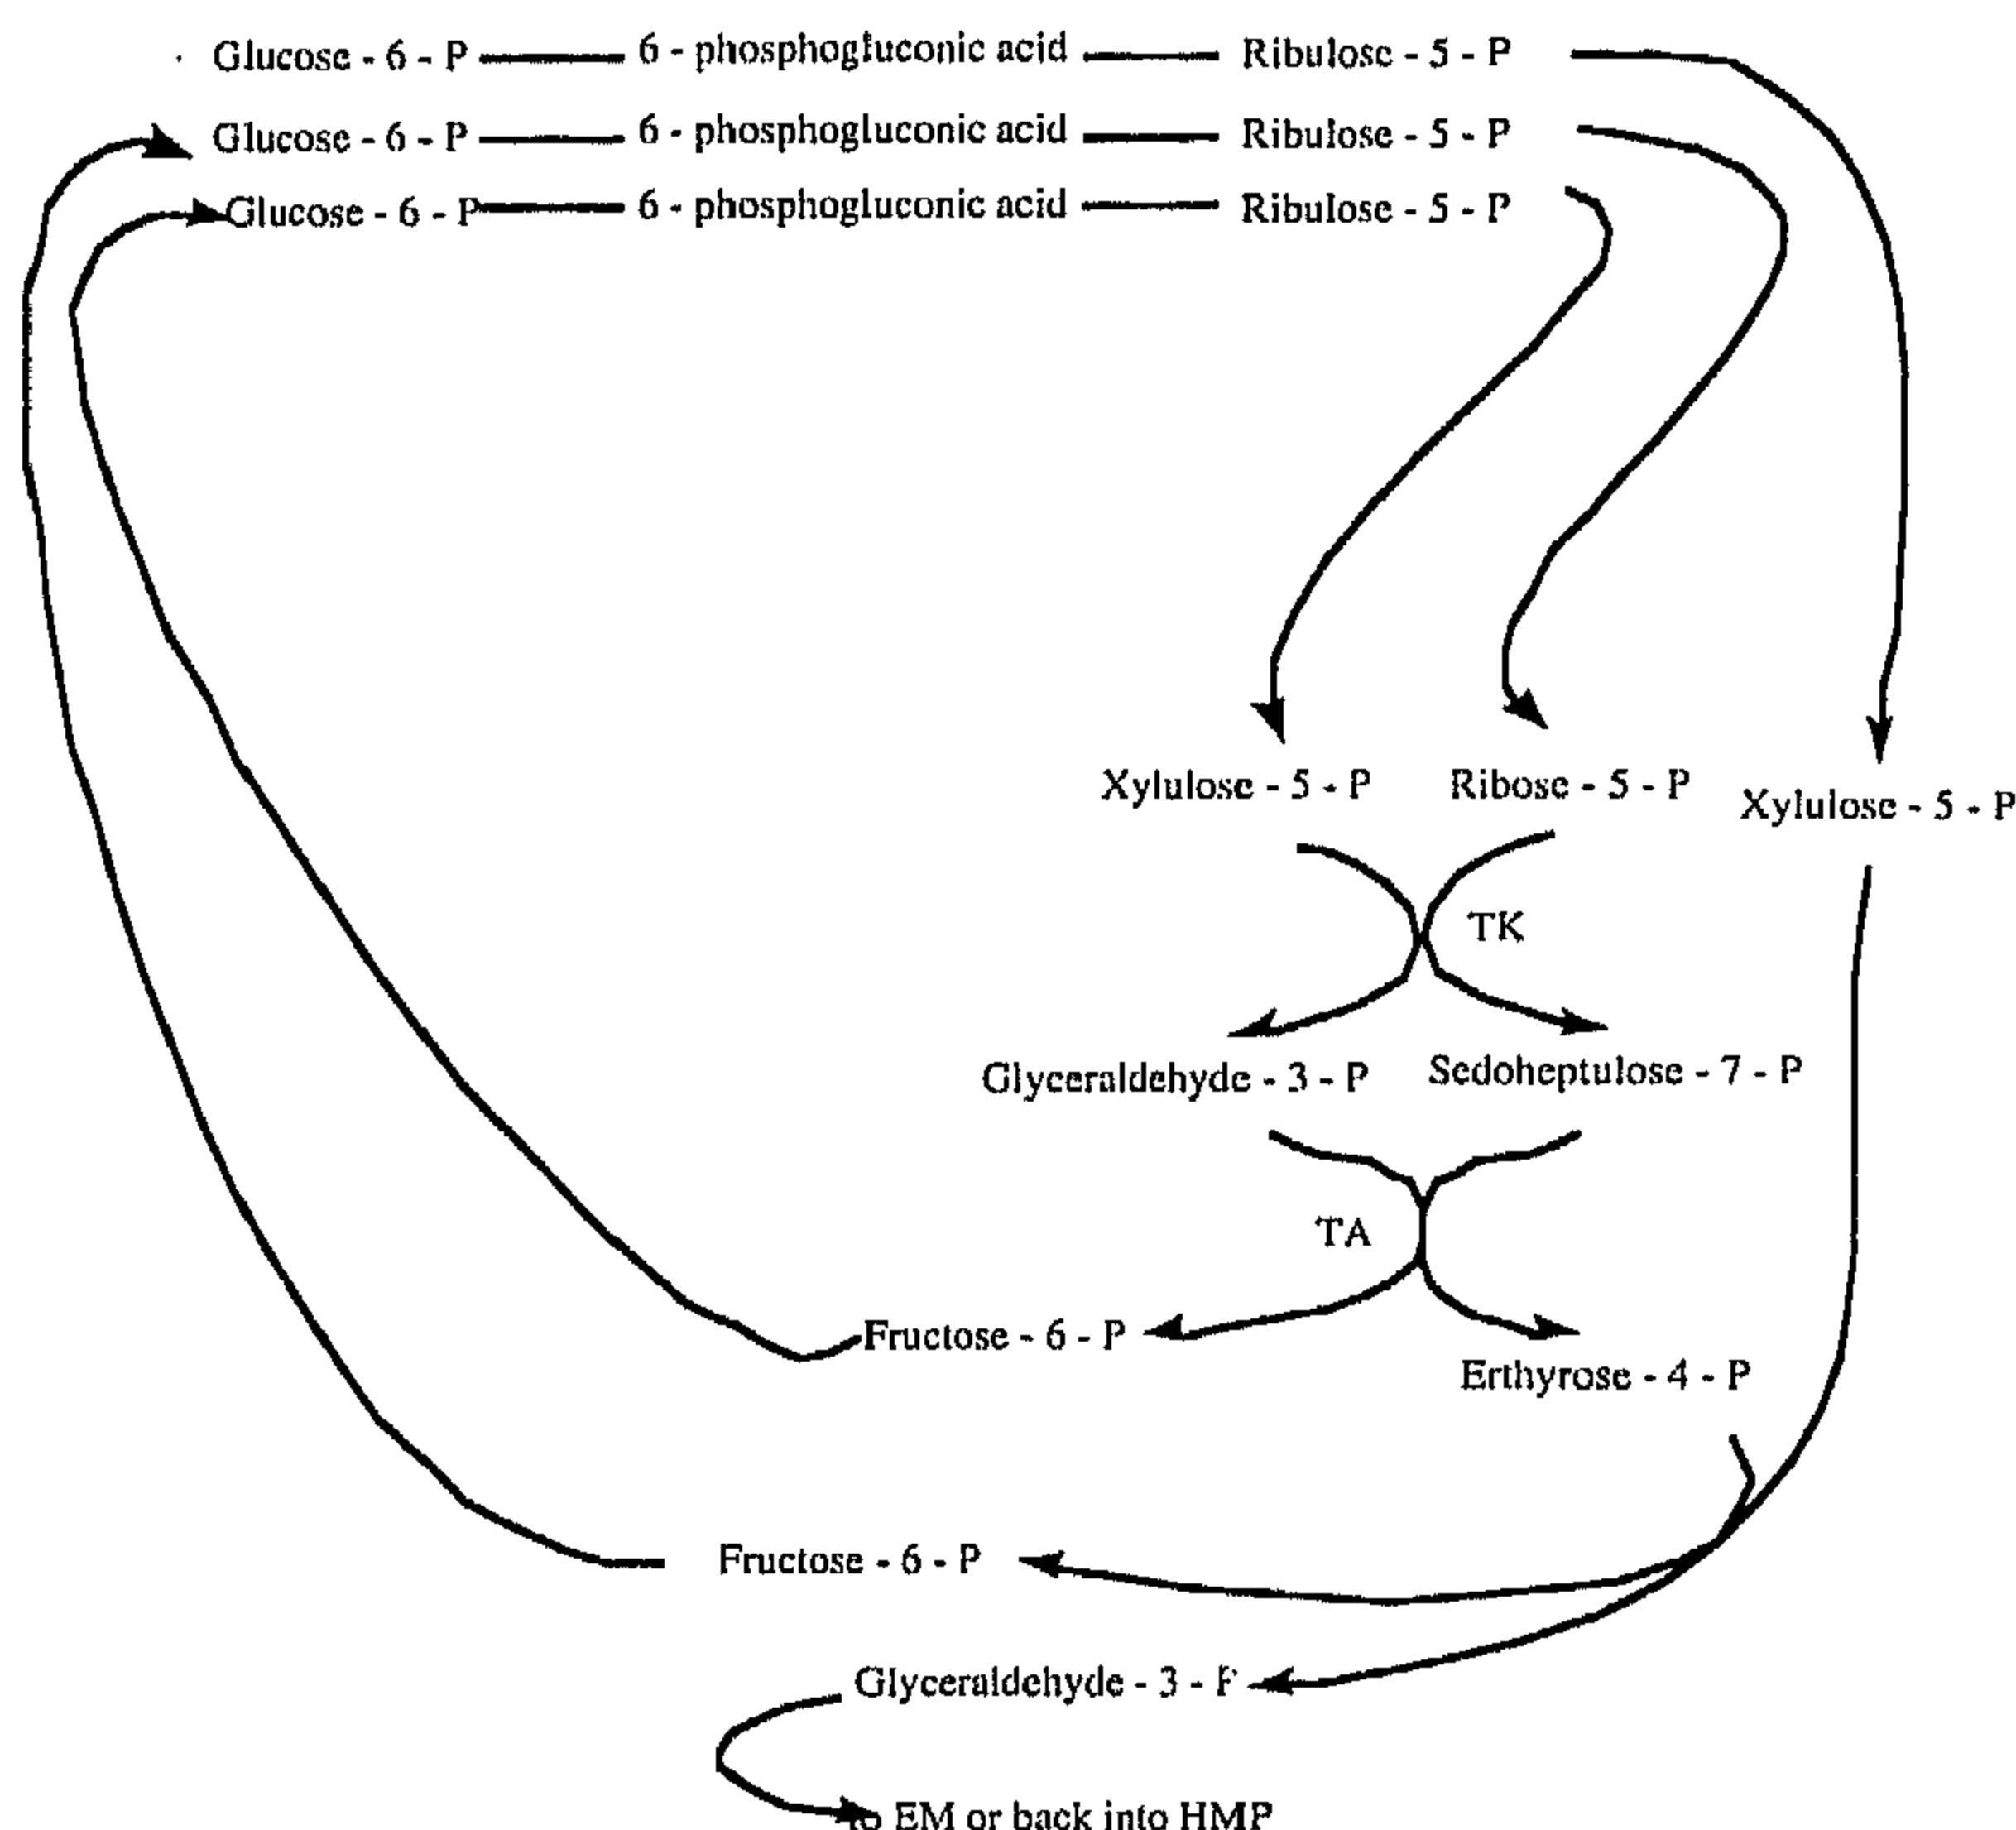 Glucose - 6 - P 6 - phosphogluconic acid Ribulose - 5 - P
Glucose - 6 - P 6 - phosphogluconic acid Ribulose - 5 - P
Glucose - 6 - P 6 - phosphogluconic acid Ribulose - 5 - P
Xylulose - 5 - P Ribose - 5 - P Xylulose - 5 - P
TK
Glyceraldehyde - 3 - P Sedoheptulose - 7 - P
TA
Fructose - 6 - P
Erthyrose - 4 - P
Fructose - 6 - P
Glyceraldehyde - 3 - P
to EM or back into HMP